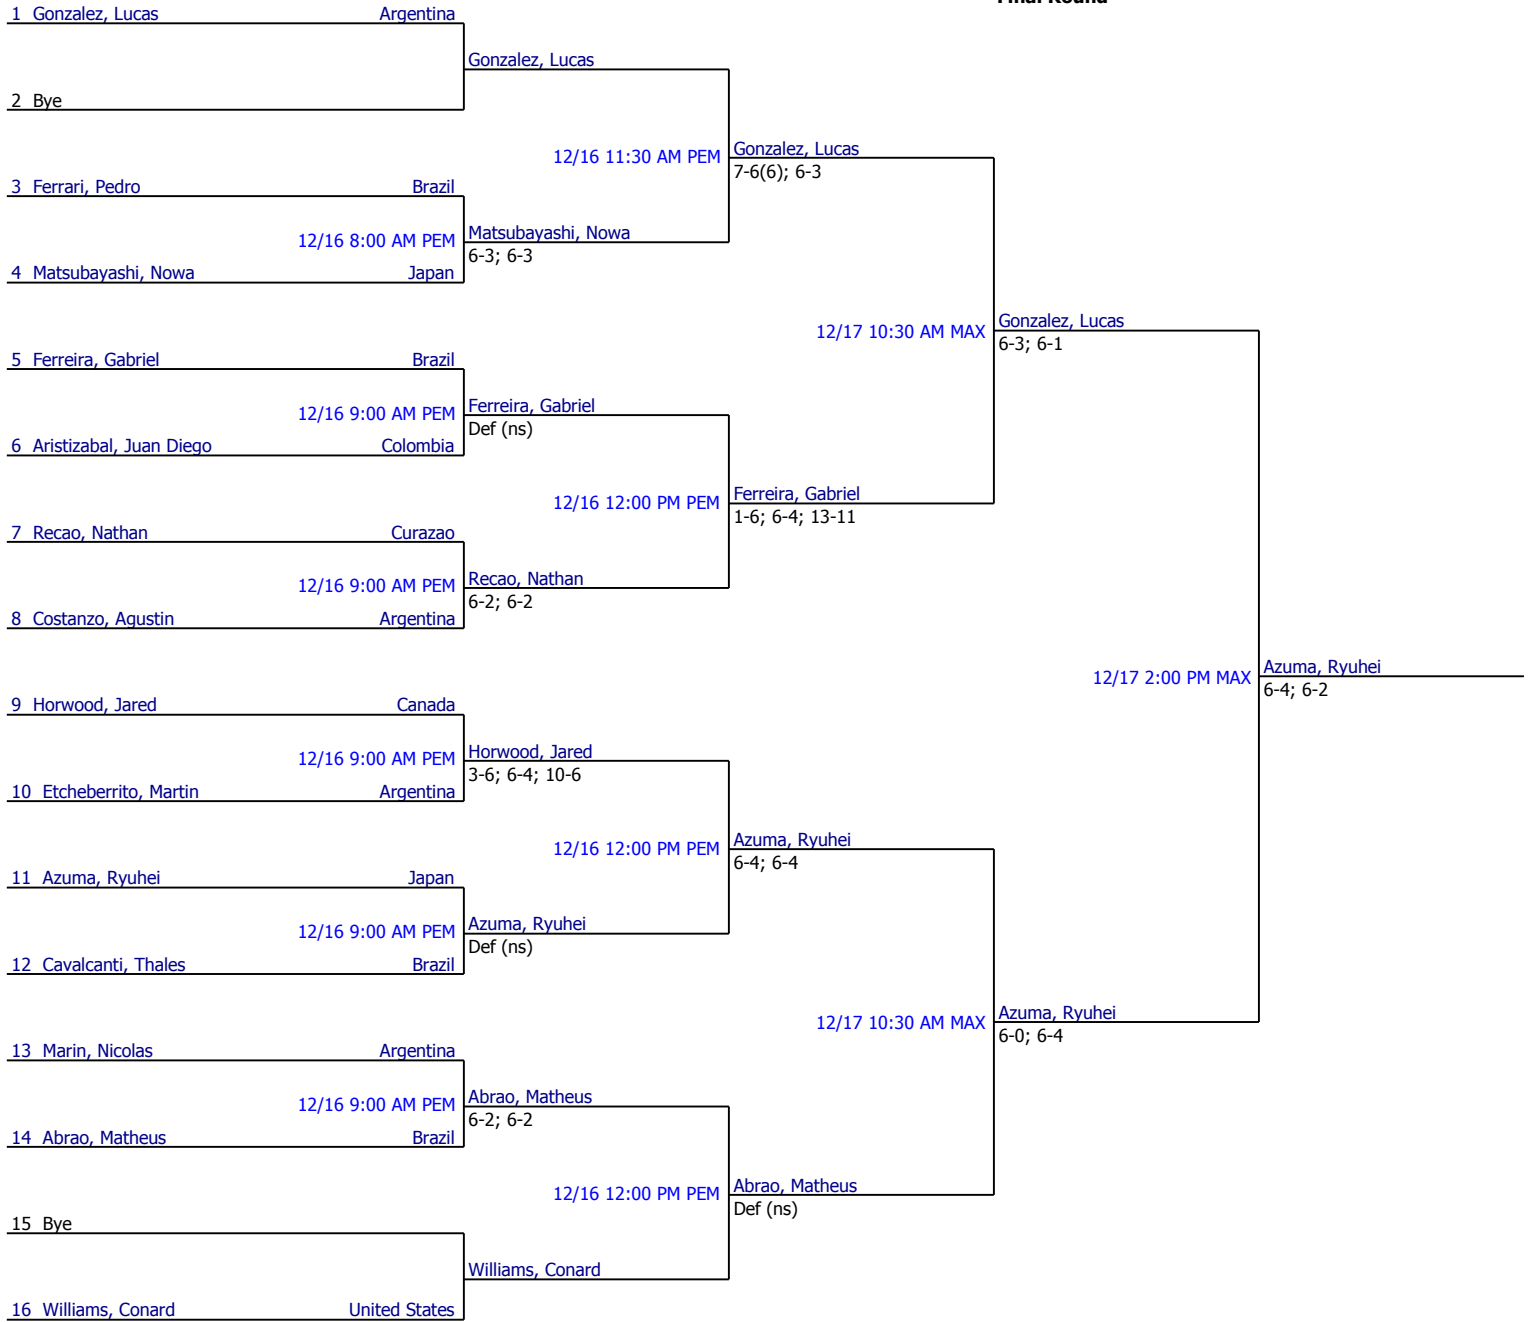 Final Round
1 Gonzalez, Lucas Argentina
Gonzalez, Lucas
2 Bye
12/16 11:30 AM PEM Gonzalez, Lucas
7-6(6); 6-3
3 Ferrari, Pedro Brazil
12/16 8:00 AM PEM Matsubayashi, Nowa
6-3; 6-3
4 Matsubayashi, Nowa Japan
12/17 10:30 AM MAX Gonzalez, Lucas
6-3; 6-1
5 Ferreira, Gabriel Brazil
12/16 9:00 AM PEM Ferreira, Gabriel
Def (ns)
6 Aristizabal, Juan Diego Colombia
12/16 12:00 PM PEM Ferreira, Gabriel
1-6; 6-4; 13-11
7 Recao, Nathan Curazao
12/16 9:00 AM PEM Recao, Nathan
6-2; 6-2
8 Costanzo, Agustin Argentina
12/17 2:00 PM MAX Azuma, Ryuhei
6-4; 6-2
9 Horwood, Jared Canada
12/16 9:00 AM PEM Horwood, Jared
3-6; 6-4; 10-6
10 Etcheberrito, Martin Argentina
12/16 12:00 PM PEM Azuma, Ryuhei
6-4; 6-4
11 Azuma, Ryuhei Japan
12/16 9:00 AM PEM Azuma, Ryuhei
Def (ns)
12 Cavalcanti, Thales Brazil
12/17 10:30 AM MAX Azuma, Ryuhei
6-0; 6-4
13 Marin, Nicolas Argentina
12/16 9:00 AM PEM Abrao, Matheus
6-2; 6-2
14 Abrao, Matheus Brazil
12/16 12:00 PM PEM Abrao, Matheus
Def (ns)
15 Bye
Williams, Conard
16 Williams, Conard United States